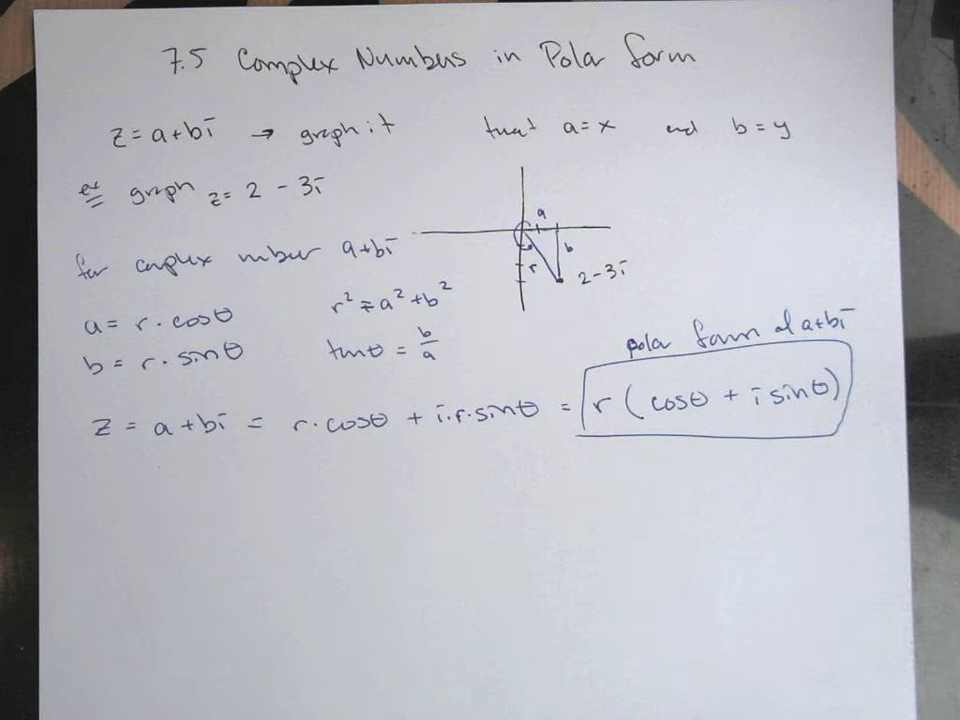 7.5 Complex Numbers in Polar form
z = a+bi → graph it treat a=x and b=y
ex graph z= 2 - 3i
a
b
r
θ
2-3i
for complex number a+bi
a = r·cosθ r² = a² + b²
b = r·sinθ tanθ = b/a
polar form of a+bi
z = a+bi = r·cosθ + i·r·sinθ = r(cosθ + i sinθ)